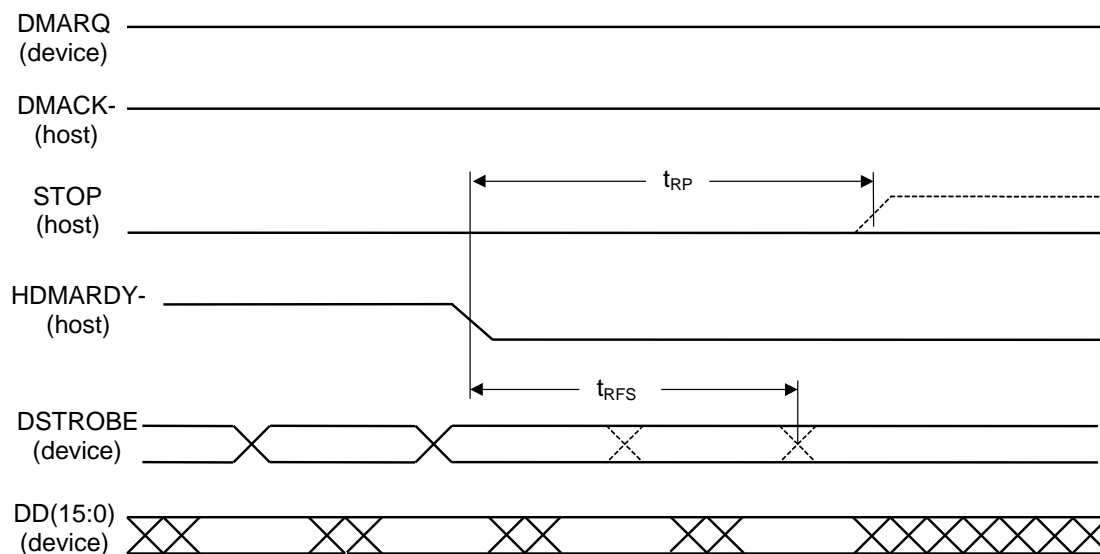 DMARQ
(device)
DMACK-
(host)
STOP
(host)
tRP
HDMARDY-
(host)
tRFS
DSTROBE
(device)
DD(15:0)
(device)